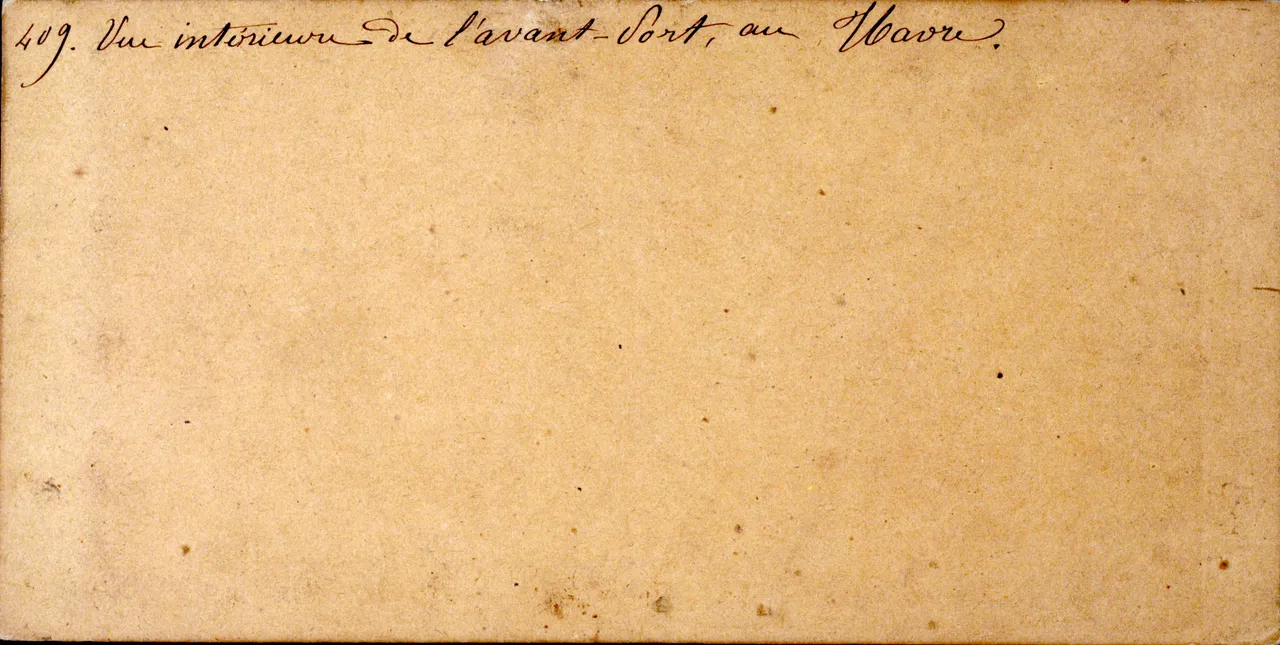 409. Vue intérieure de l'avant-Port, au Havre.